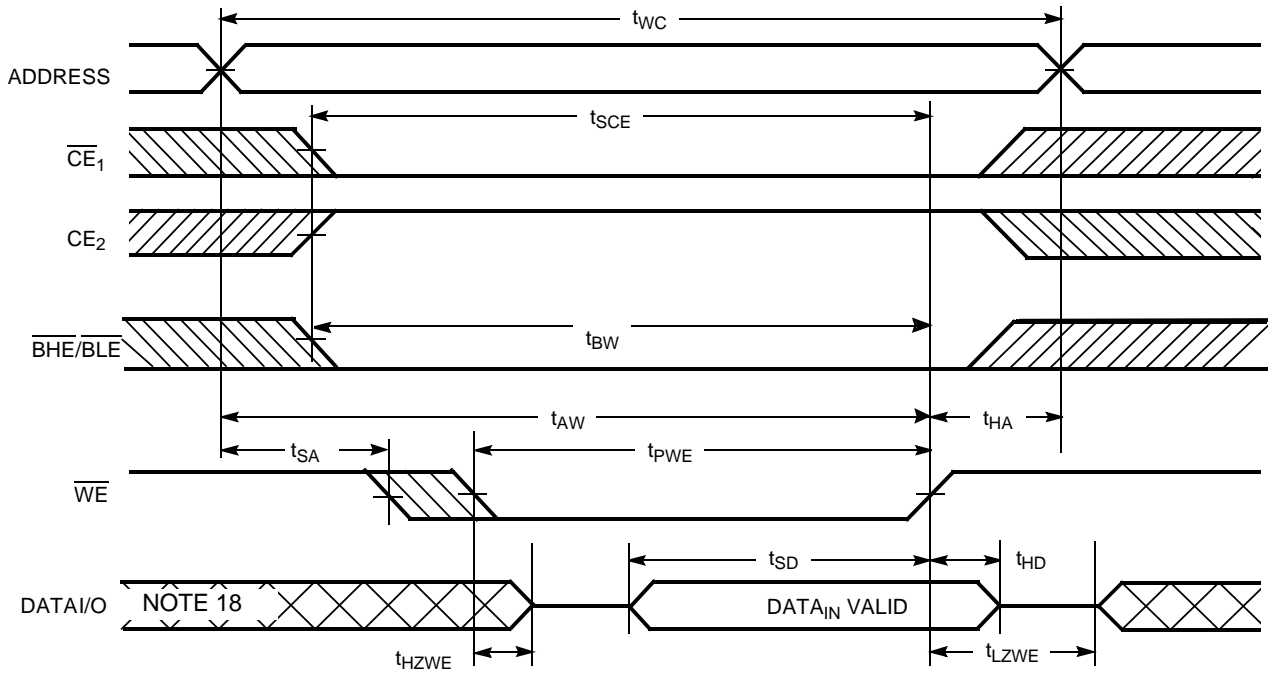 tWC
ADDRESS
tSCE
CE1
CE2
BHE/BLE
tBW
tAW
tHA
tSA
tPWE
WE
tSD
tHD
DATAI/O
NOTE 18
DATAIN VALID
tHZWE
tLZWE